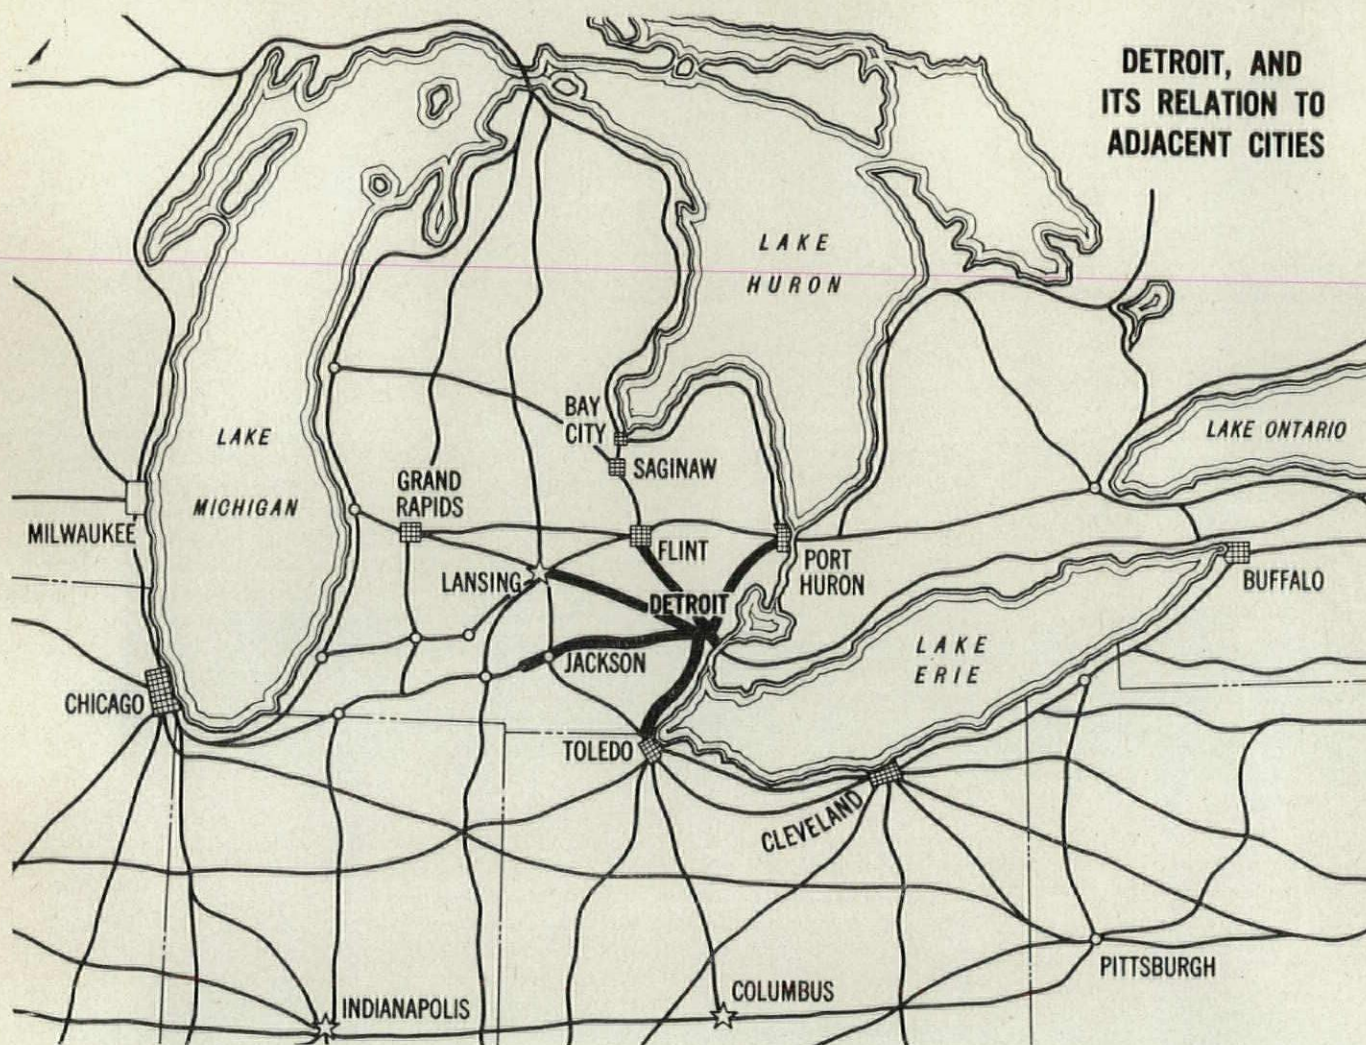 DETROIT, AND
ITS RELATION TO
ADJACENT CITIES
LAKE
HURON
BAY
CITY
SAGINAW
LAKE
MICHIGAN
LAKE ONTARIO
GRAND
RAPIDS
MILWAUKEE
FLINT
PORT
HURON
LANSING
DETROIT
BUFFALO
LAKE
ERIE
JACKSON
CHICAGO
TOLEDO
CLEVELAND
PITTSBURGH
COLUMBUS
INDIANAPOLIS